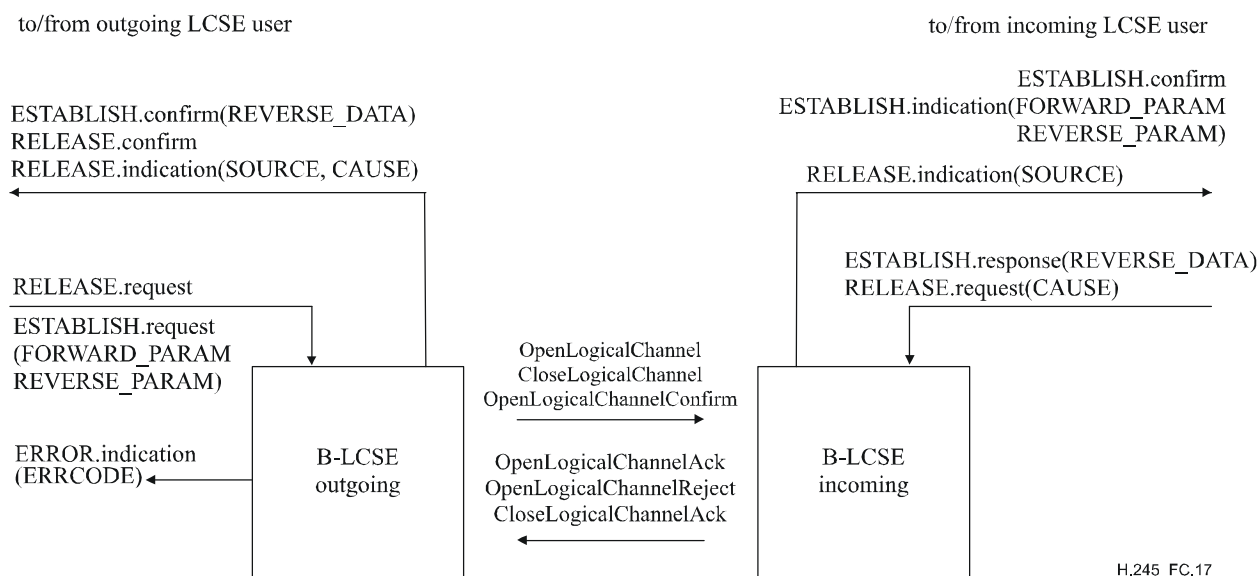 to/from outgoing LCSE user
to/from incoming LCSE user
ESTABLISH.confirm(REVERSE_DATA)
RELEASE.confirm
RELEASE.indication(SOURCE, CAUSE)
ESTABLISH.confirm
ESTABLISH.indication(FORWARD_PARAM
REVERSE_PARAM)
RELEASE.indication(SOURCE)
ESTABLISH.response(REVERSE_DATA)
RELEASE.request(CAUSE)
RELEASE.request
ESTABLISH.request
(FORWARD_PARAM
REVERSE_PARAM)
OpenLogicalChannel
CloseLogicalChannel
OpenLogicalChannelConfirm
ERROR.indication
(ERRCODE)
B-LCSE
outgoing
OpenLogicalChannelAck
OpenLogicalChannelReject
CloseLogicalChannelAck
B-LCSE
incoming
H.245_FC.17